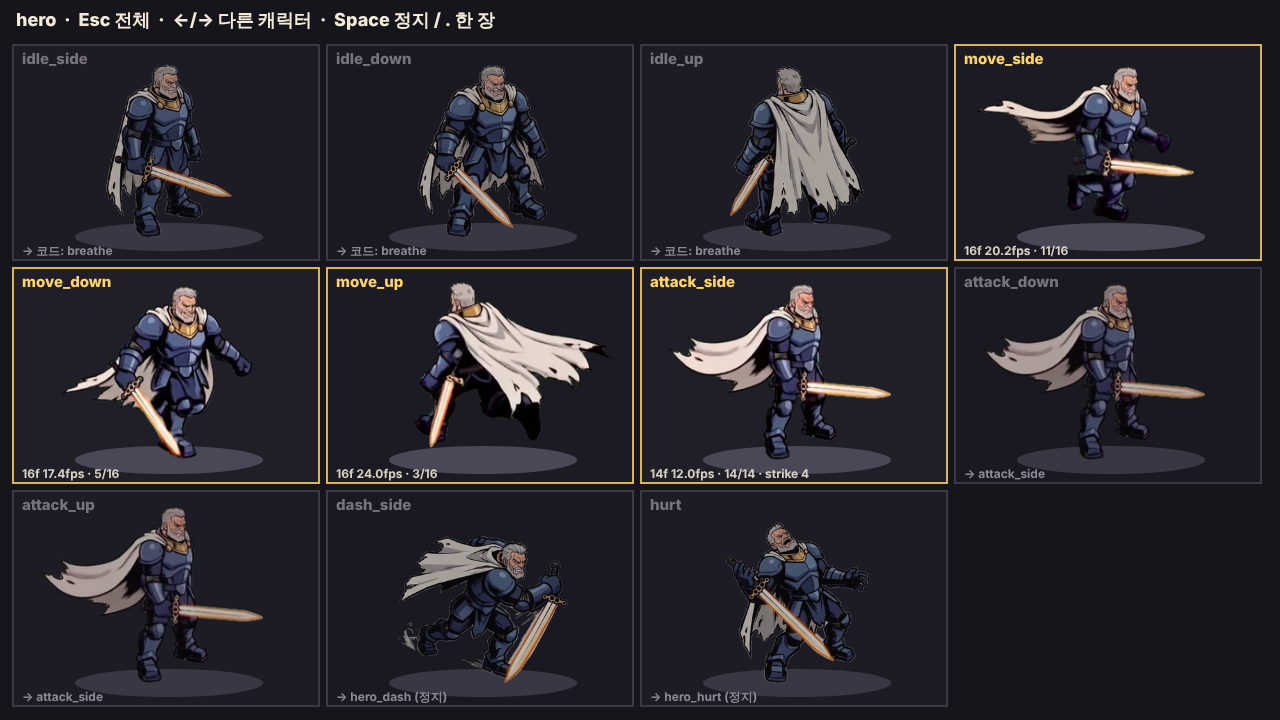 hero · Esc 전체 · ←/→ 다른 캐릭터 · Space 정지 / . 한 장
idle_side
→ 코드: breathe
idle_down
→ 코드: breathe
idle_up
→ 코드: breathe
move_side
16f 20.2fps · 11/16
move_down
16f 17.4fps · 5/16
move_up
16f 24.0fps · 3/16
attack_side
14f 12.0fps · 14/14 · strike 4
attack_down
→ attack_side
attack_up
→ attack_side
dash_side
→ hero_dash (정지)
hurt
→ hero_hurt (정지)